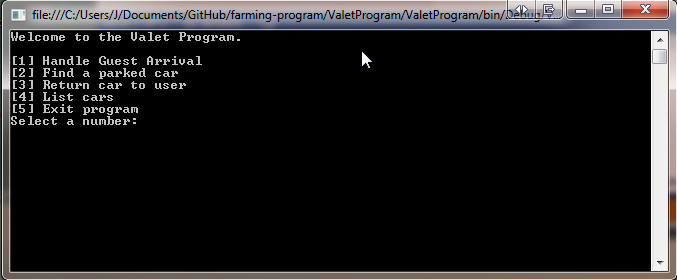 file:///C:/Users/J/Documents/GitHub/farming-program/ValetProgram/ValetProgram/bin/Debug/V...
Welcome to the Valet Program.
[1] Handle Guest Arrival
[2] Find a parked car
[3] Return car to user
[4] List cars
[5] Exit program
Select a number: